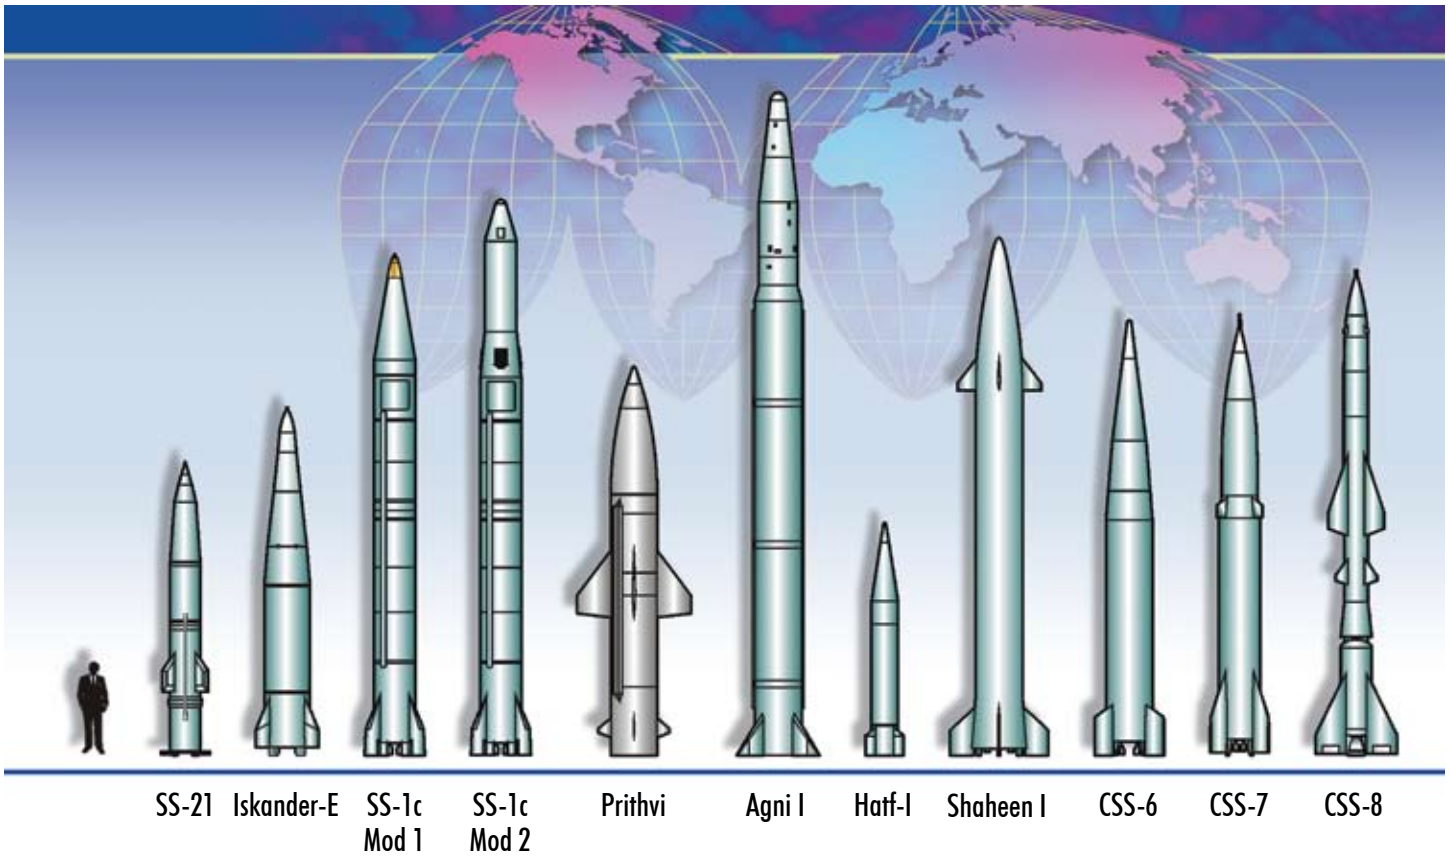 SS-21
Iskander-E
SS-1c
Mod 1
SS-1c
Mod 2
Prithvi
Agni I
Hatf-I
Shaheen I
CSS-6
CSS-7
CSS-8